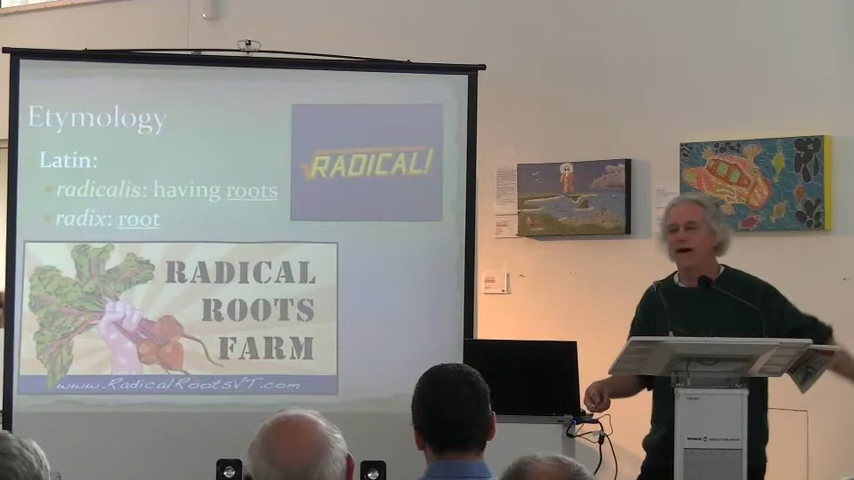 Etymology
Latin:
radicalis: having roots
radix: root
RADICAL!
RADICAL
ROOTS
FARM
www.RadicalRootsVT.com